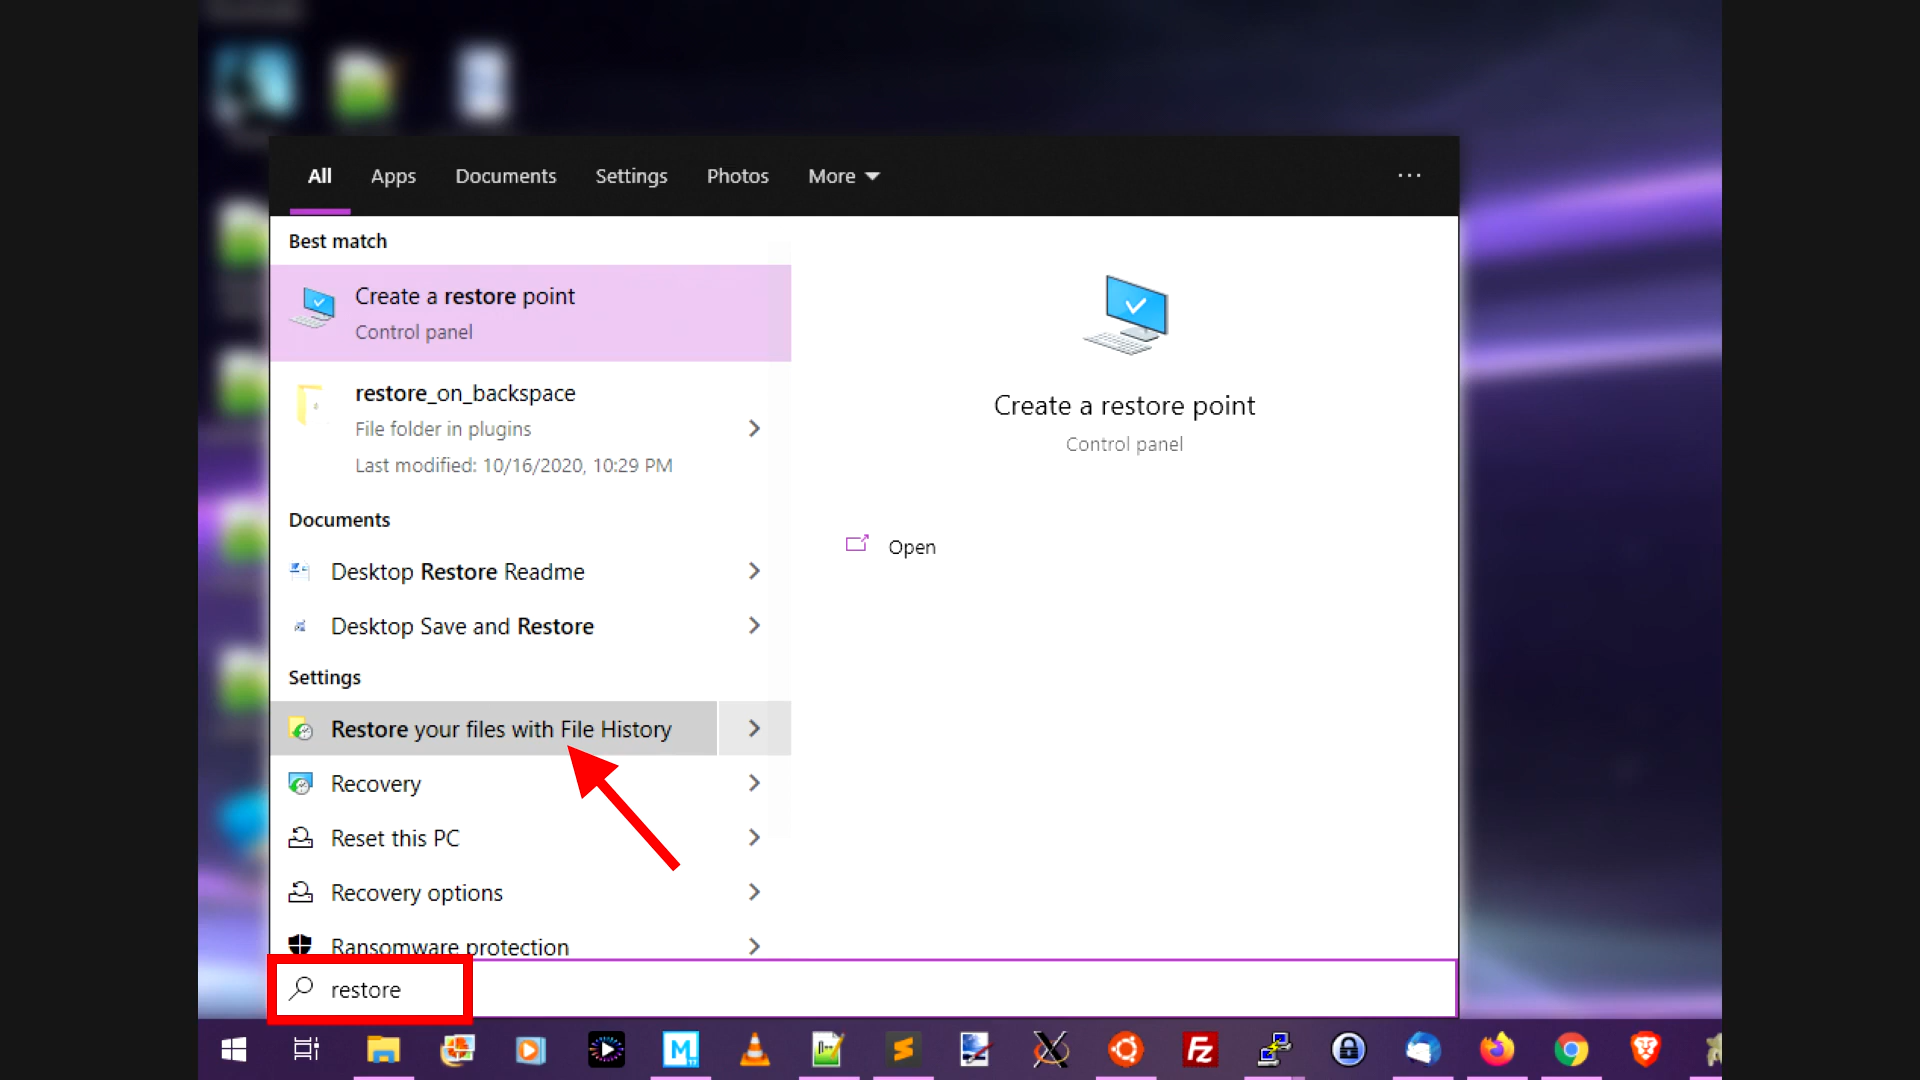 All Apps Documents Settings Photos More ...
Best match
Create a restore point
Control panel
restore_on_backspace
File folder in plugins
Last modified: 10/16/2020, 10:29 PM
Documents
Desktop Restore Readme
Desktop Save and Restore
Settings
Restore your files with File History
Recovery
Reset this PC
Recovery options
Ransomware protection
restore
Create a restore point
Control panel
Open
M
Fz